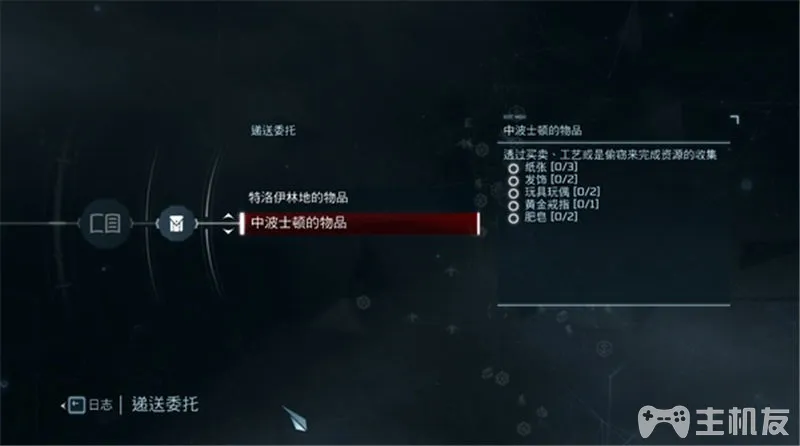 递送委托
特洛伊林地的物品
中波士顿的物品
中波士顿的物品
透过买卖、工艺或是偷窃来完成资源的收集
纸张 [0/3]
发饰 [0/2]
玩具玩偶 [0/2]
黄金戒指 [0/1]
肥皂 [0/2]
日志 | 递送委托
主机友